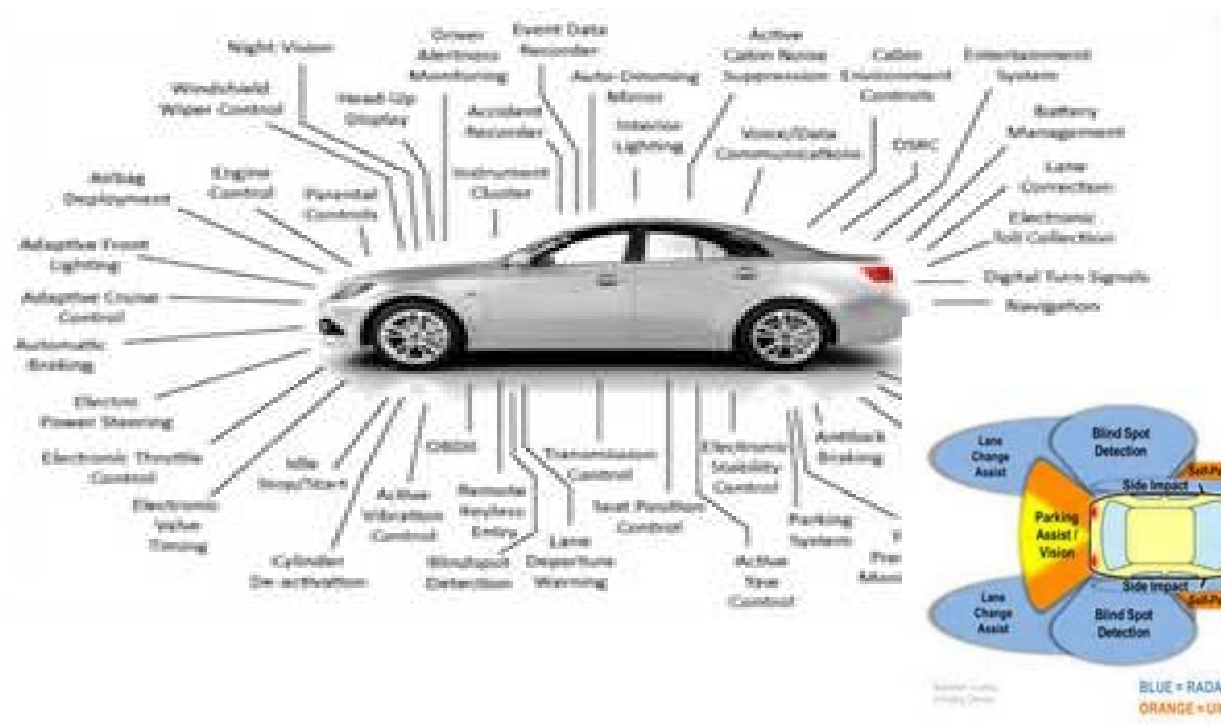 Night Vision
Windshield
Wiper Control
Head-Up
Display
Driver
Alertness
Monitoring
Event Data
Recorder
Accident
Recorder
Auto-Dimming
Mirror
Interior
Lighting
Active
Cabin Noise
Suppression
Cabin
Environment
Controls
Entertainment
System
Voice/Data
Communications
DSRC
Battery
Management
Lane
Correction
Electronic
Toll Collection
Digital Turn Signals
Navigation
Airbag
Deployment
Engine
Control
Parental
Controls
Instrument
Cluster
Adaptive Front
Lighting
Adaptive Cruise
Control
Automatic
Braking
Electric
Power Steering
Electronic Throttle
Control
Electronic
Valve
Timing
Idle
Stop/Start
Cylinder
De-activation
Active
Vibration
Control
OBDII
Remote
Keyless
Entry
Blindspot
Detection
Lane
Departure
Warning
Transmission
Control
Seat Position
Control
Electronic
Stability
Control
Active
Yaw
Control
Parking
System
Antilock
Braking
Lane
Change
Assist
Blind Spot
Detection
Side Impact
Parking
Assist /
Vision
Side Impact
Lane
Change
Assist
Blind Spot
Detection
BLUE = RADA
ORANGE =